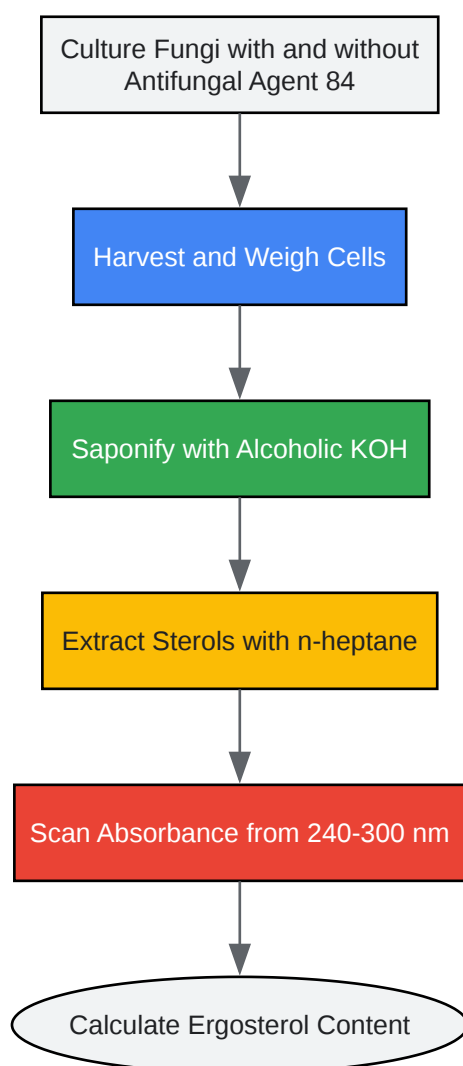 Culture Fungi with and without
Antifungal Agent 84
Harvest and Weigh Cells
Saponify with Alcoholic KOH
Extract Sterols with n-heptane
Scan Absorbance from 240-300 nm
Calculate Ergosterol Content